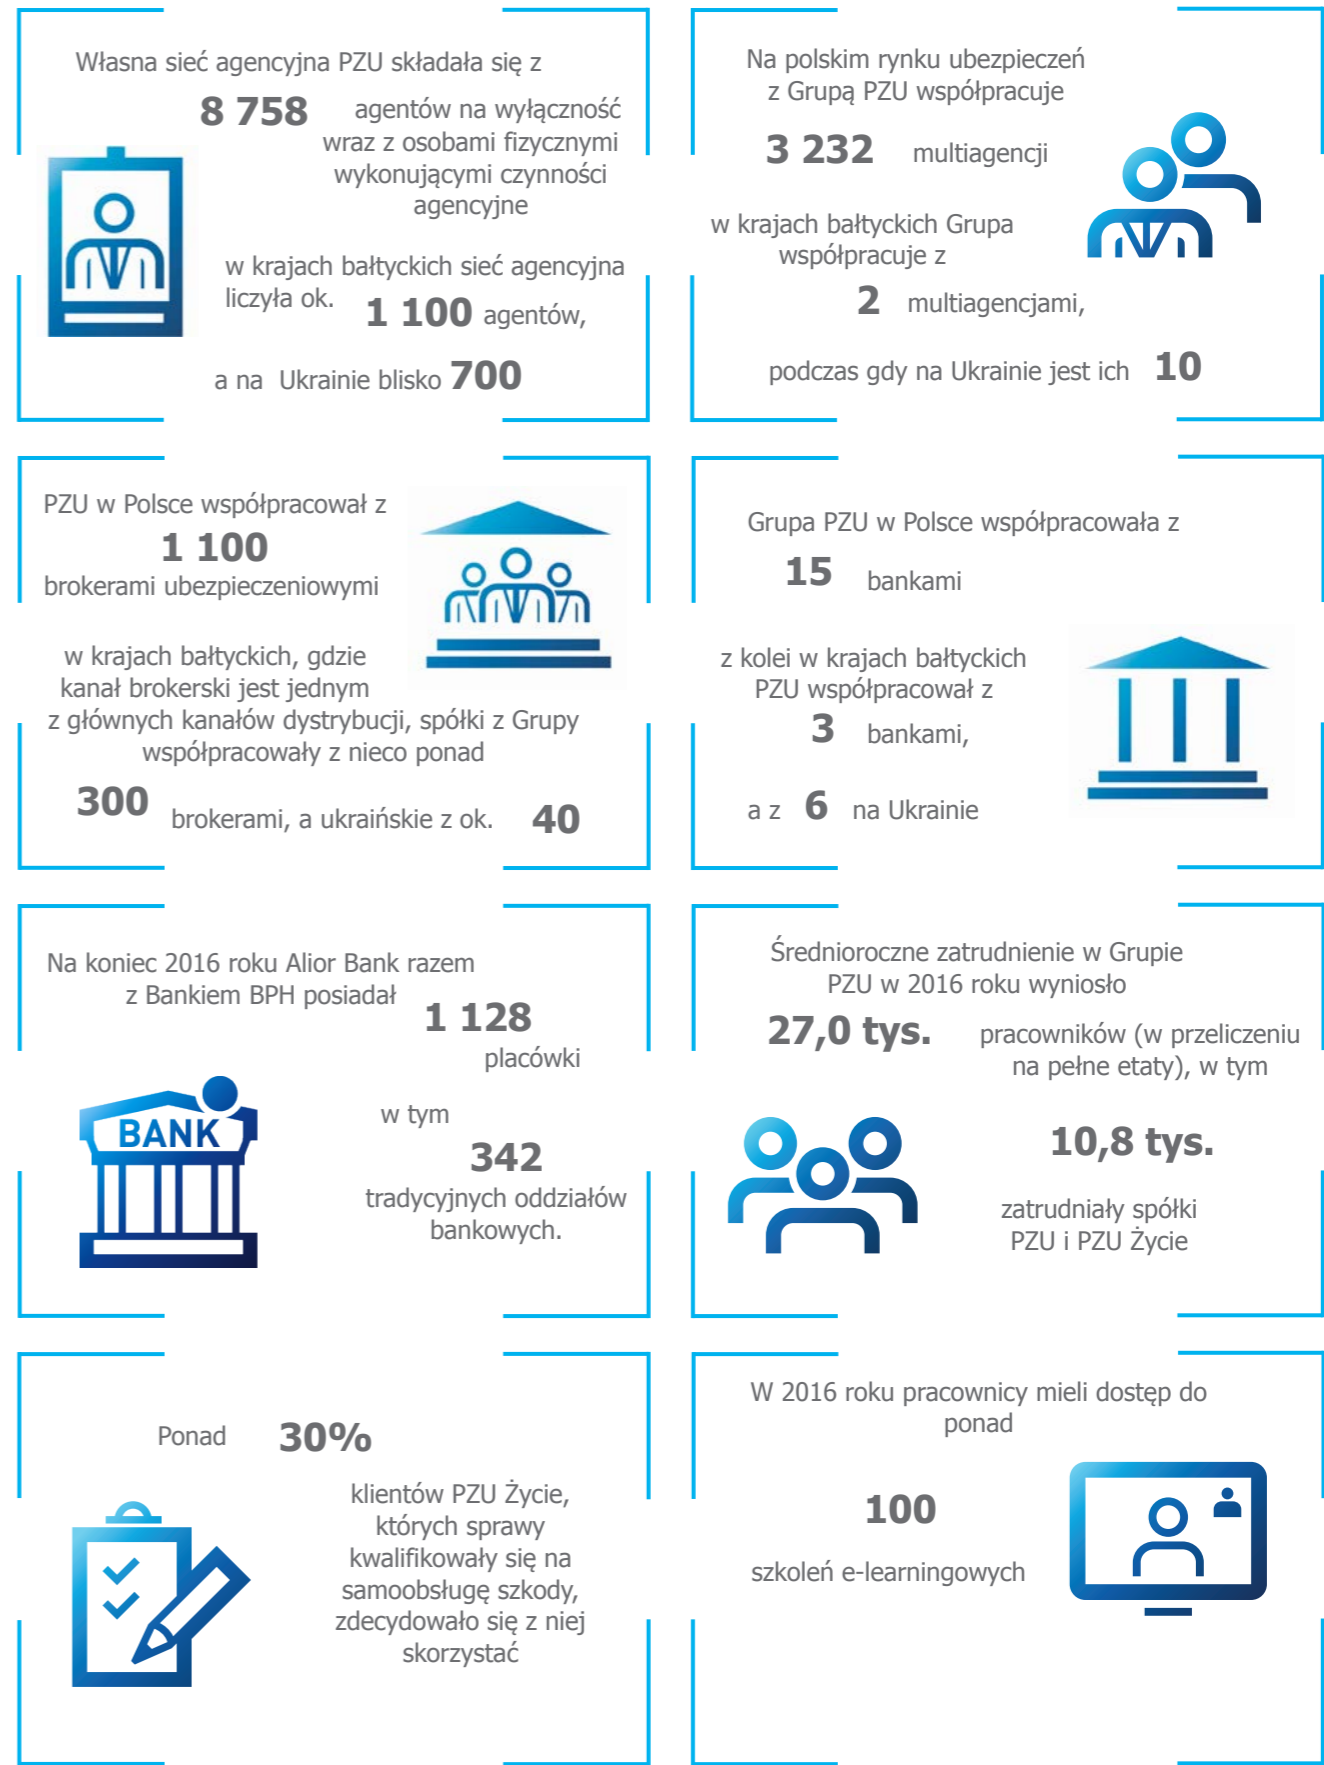 Własna sieć agencyjna PZU składała się z
8 758 agentów na wyłączność
wraz z osobami fizycznymi
wykonującymi czynności
agencyjne
w krajach bałtyckich sieć agencyjna
liczyła ok. 1 100 agentów,
a na Ukrainie blisko 700
Na polskim rynku ubezpieczeń
z Grupą PZU współpracuje
3 232 multiagencji
w krajach bałtyckich Grupa
współpracuje z
2 multiagencjami,
podczas gdy na Ukrainie jest ich 10
PZU w Polsce współpracował z
1 100
brokerami ubezpieczeniowymi
w krajach bałtyckich, gdzie
kanał brokerski jest jednym
z głównych kanałów dystrybucji, spółki z Grupy
współpracowały z nieco ponad
300 brokerami, a ukraińskie z ok. 40
Grupa PZU w Polsce współpracowała z
15 bankami
z kolei w krajach bałtyckich
PZU współpracował z
3 bankami,
a z 6 na Ukrainie
Na koniec 2016 roku Alior Bank razem
z Bankiem BPH posiadał
1 128
placówki
BANK
w tym
342
tradycyjnych oddziałów
bankowych.
Średnioroczne zatrudnienie w Grupie
PZU w 2016 roku wyniosło
27,0 tys. pracowników (w przeliczeniu
na pełne etaty), w tym
10,8 tys.
zatrudniały spółki
PZU i PZU Życie
Ponad 30%
klientów PZU Życie,
których sprawy
kwalifikowały się na
samoobsługę szkody,
zdecydowało się z niej
skorzystać
W 2016 roku pracownicy mieli dostęp do
ponad
100
szkoleń e-learningowych